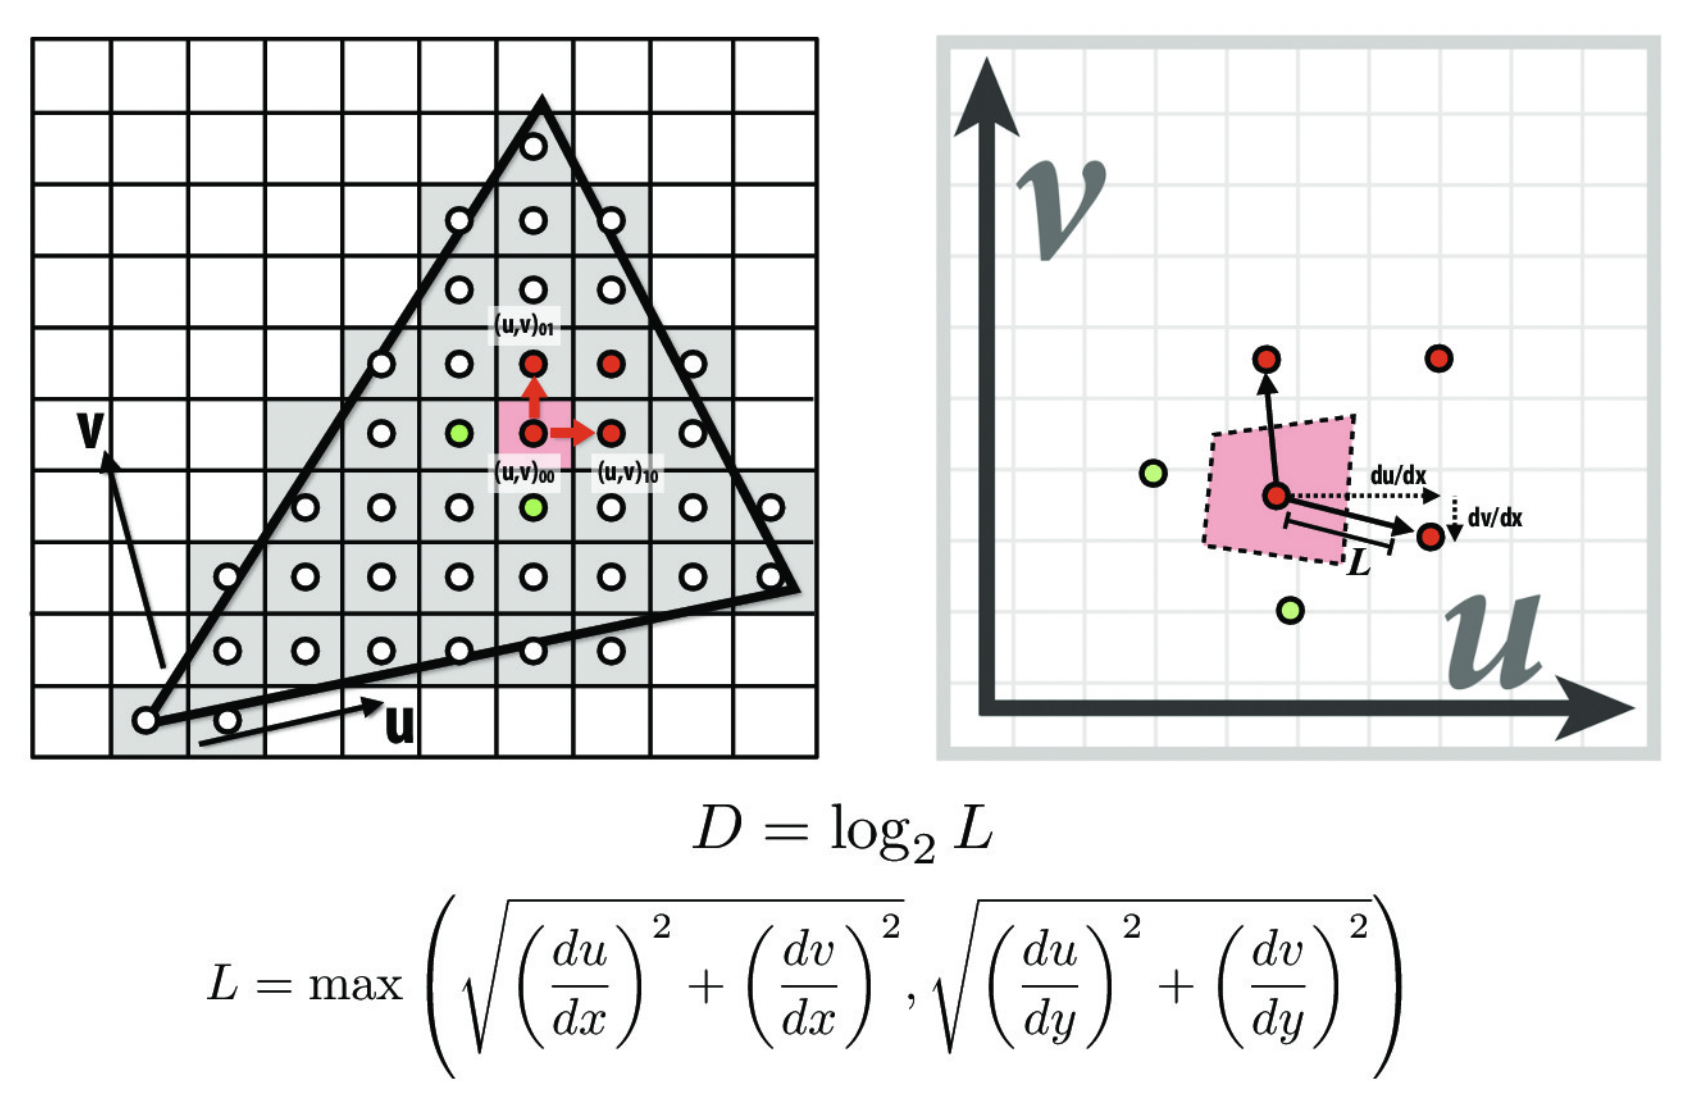 (u,v)₀₁
v
(u,v)₀₀
(u,v)₁₀
u
v
du/dx
dv/dx
L
u
D = log₂ L
L = max ( √( (du/dx)² + (dv/dx)² ), √( (du/dy)² + (dv/dy)² ) )